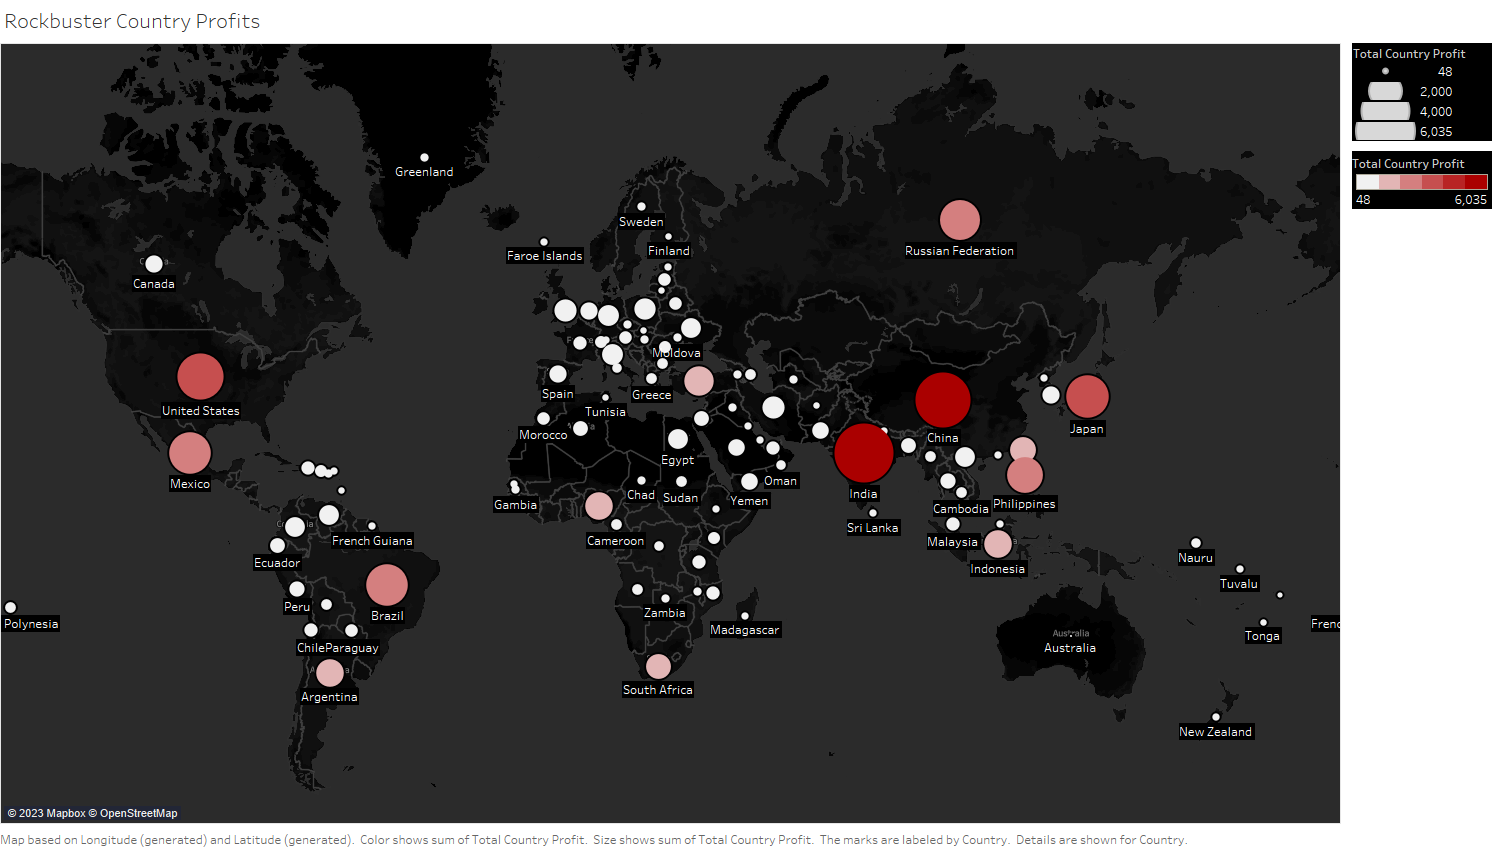 Rockbuster Country Profits
Total Country Profit
48
2,000
4,000
6,035
Total Country Profit
48 6,035
Greenland
Sweden
Finland
Faroe Islands
Russian Federation
Canada
Moldova
United States
Spain
Greece
Tunisia
Morocco
Japan
China
Egypt
Mexico
India
Oman
Chad
Sudan
Yemen
Gambia
Philippines
Cambodia
Sri Lanka
French Guiana
Cameroon
Malaysia
Ecuador
Indonesia
Nauru
Tuvalu
Peru
Brazil
Zambia
Polynesia
Madagascar
Frenc
Tonga
Chile
Paraguay
Australia
Australia
South Africa
Argentina
New Zealand
© 2023 Mapbox © OpenStreetMap
Map based on Longitude (generated) and Latitude (generated). Color shows sum of Total Country Profit. Size shows sum of Total Country Profit. The marks are labeled by Country. Details are shown for Country.